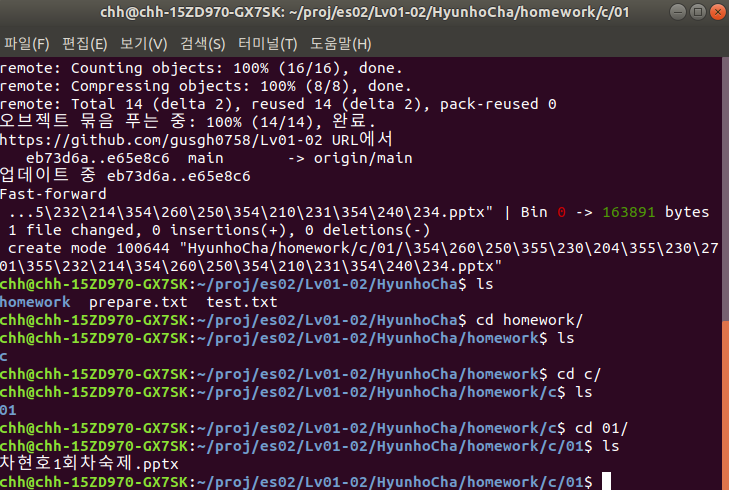 chh@chh-15ZD970-GX7SK: ~/proj/es02/Lv01-02/HyunhoCha/homework/c/01
파일(F) 편집(E) 보기(V) 검색(S) 터미널(T) 도움말(H)
remote: Counting objects: 100% (16/16), done.
remote: Compressing objects: 100% (8/8), done.
remote: Total 14 (delta 2), reused 14 (delta 2), pack-reused 0
오브젝트 묶음 푸는 중: 100% (14/14), 완료.
https://github.com/gusgh0758/Lv01-02 URL에서
   eb73d6a..e65e8c6  main       -> origin/main
업데이트 중 eb73d6a..e65e8c6
Fast-forward
 ...5\232\214\354\260\250\354\210\231\354\240\234.pptx" | Bin 0 -> 163891 bytes
 1 file changed, 0 insertions(+), 0 deletions(-)
 create mode 100644 "HyunhoCha/homework/c/01/\354\260\250\355\230\204\355\230\27
01\355\232\214\354\260\250\354\210\231\354\240\234.pptx"
chh@chh-15ZD970-GX7SK:~/proj/es02/Lv01-02/HyunhoCha$ ls
homework  prepare.txt  test.txt
chh@chh-15ZD970-GX7SK:~/proj/es02/Lv01-02/HyunhoCha$ cd homework/
chh@chh-15ZD970-GX7SK:~/proj/es02/Lv01-02/HyunhoCha/homework$ ls
c
chh@chh-15ZD970-GX7SK:~/proj/es02/Lv01-02/HyunhoCha/homework$ cd c/
chh@chh-15ZD970-GX7SK:~/proj/es02/Lv01-02/HyunhoCha/homework/c$ ls
01
chh@chh-15ZD970-GX7SK:~/proj/es02/Lv01-02/HyunhoCha/homework/c$ cd 01/
chh@chh-15ZD970-GX7SK:~/proj/es02/Lv01-02/HyunhoCha/homework/c/01$ ls
차현호1회차숙제.pptx
chh@chh-15ZD970-GX7SK:~/proj/es02/Lv01-02/HyunhoCha/homework/c/01$